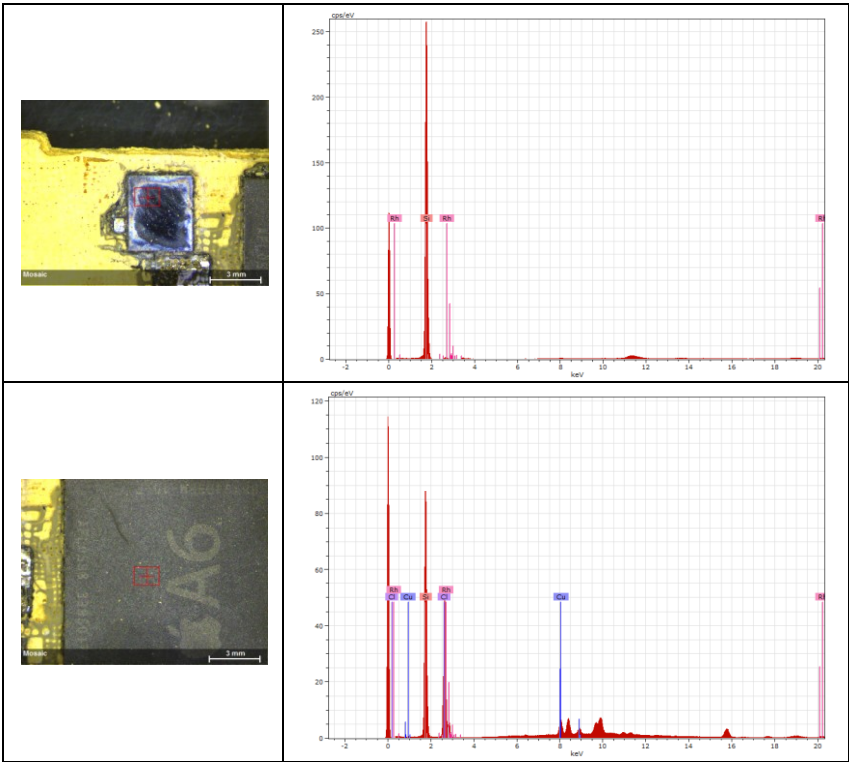 cps/eV
250
200
150
100
50
0
Rh Si Rh Rh
-2 0 2 4 6 8 10 12 14 16 18 20
keV
Mosaic 3 mm
cps/eV
120
100
80
60
40
20
0
Rh Rh
Cl Cu Si Cl Cu Rh
-2 0 2 4 6 8 10 12 14 16 18 20
keV
A6
Mosaic 3 mm